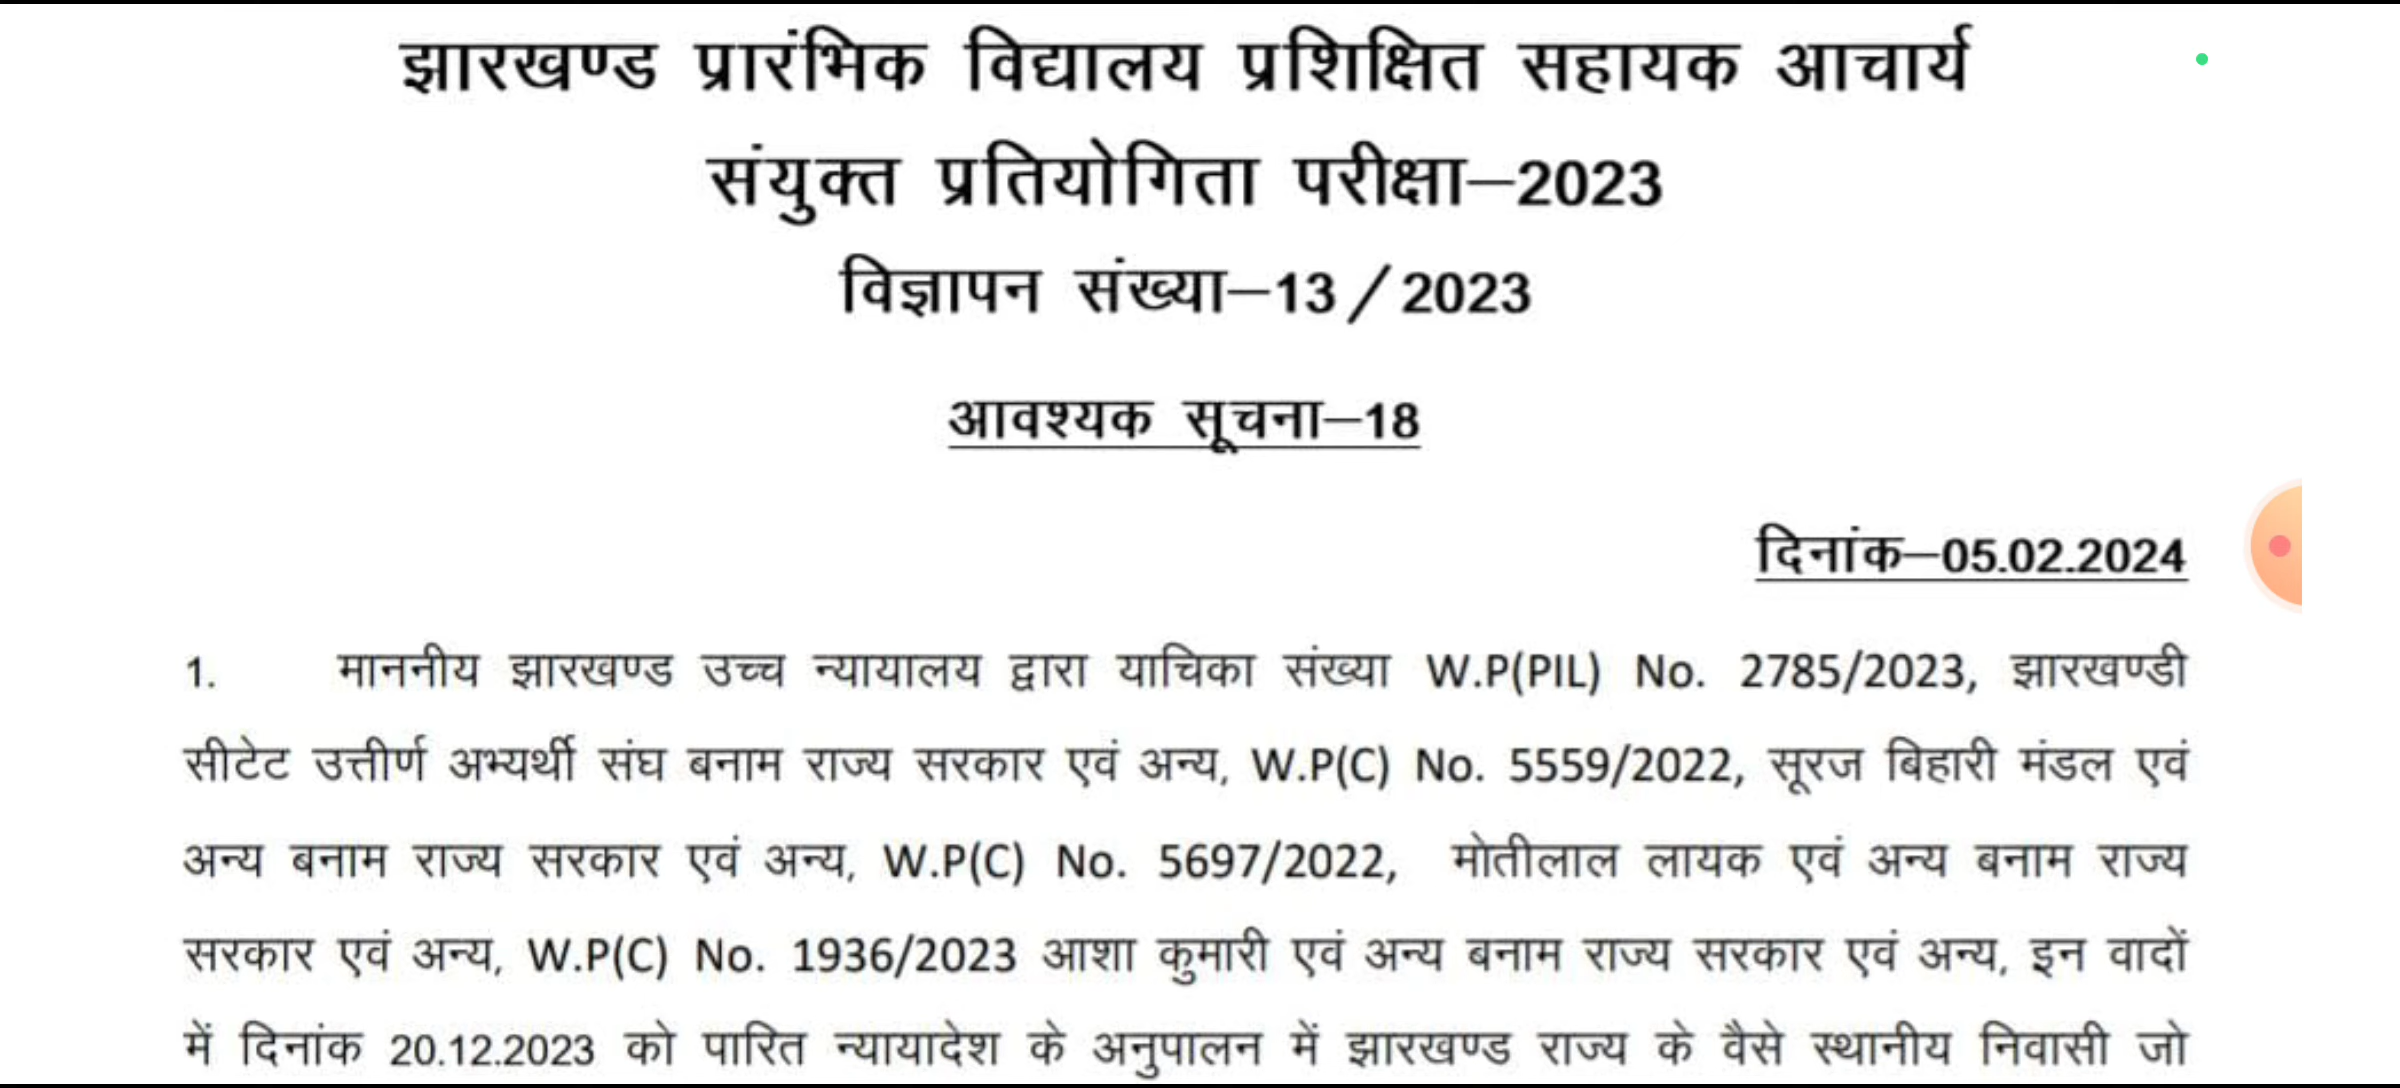 झारखण्ड प्रारंभिक विद्यालय प्रशिक्षित सहायक आचार्य
संयुक्त प्रतियोगिता परीक्षा–2023
विज्ञापन संख्या–13/2023
आवश्यक सूचना–18
दिनांक–05.02.2024
1. माननीय झारखण्ड उच्च न्यायालय द्वारा याचिका संख्या W.P(PIL) No. 2785/2023, झारखण्डी
सीटेट उत्तीर्ण अभ्यर्थी संघ बनाम राज्य सरकार एवं अन्य, W.P(C) No. 5559/2022, सूरज बिहारी मंडल एवं
अन्य बनाम राज्य सरकार एवं अन्य, W.P(C) No. 5697/2022, मोतीलाल लायक एवं अन्य बनाम राज्य
सरकार एवं अन्य, W.P(C) No. 1936/2023 आशा कुमारी एवं अन्य बनाम राज्य सरकार एवं अन्य, इन वादों
में दिनांक 20.12.2023 को पारित न्यायादेश के अनुपालन में झारखण्ड राज्य के वैसे स्थानीय निवासी जो